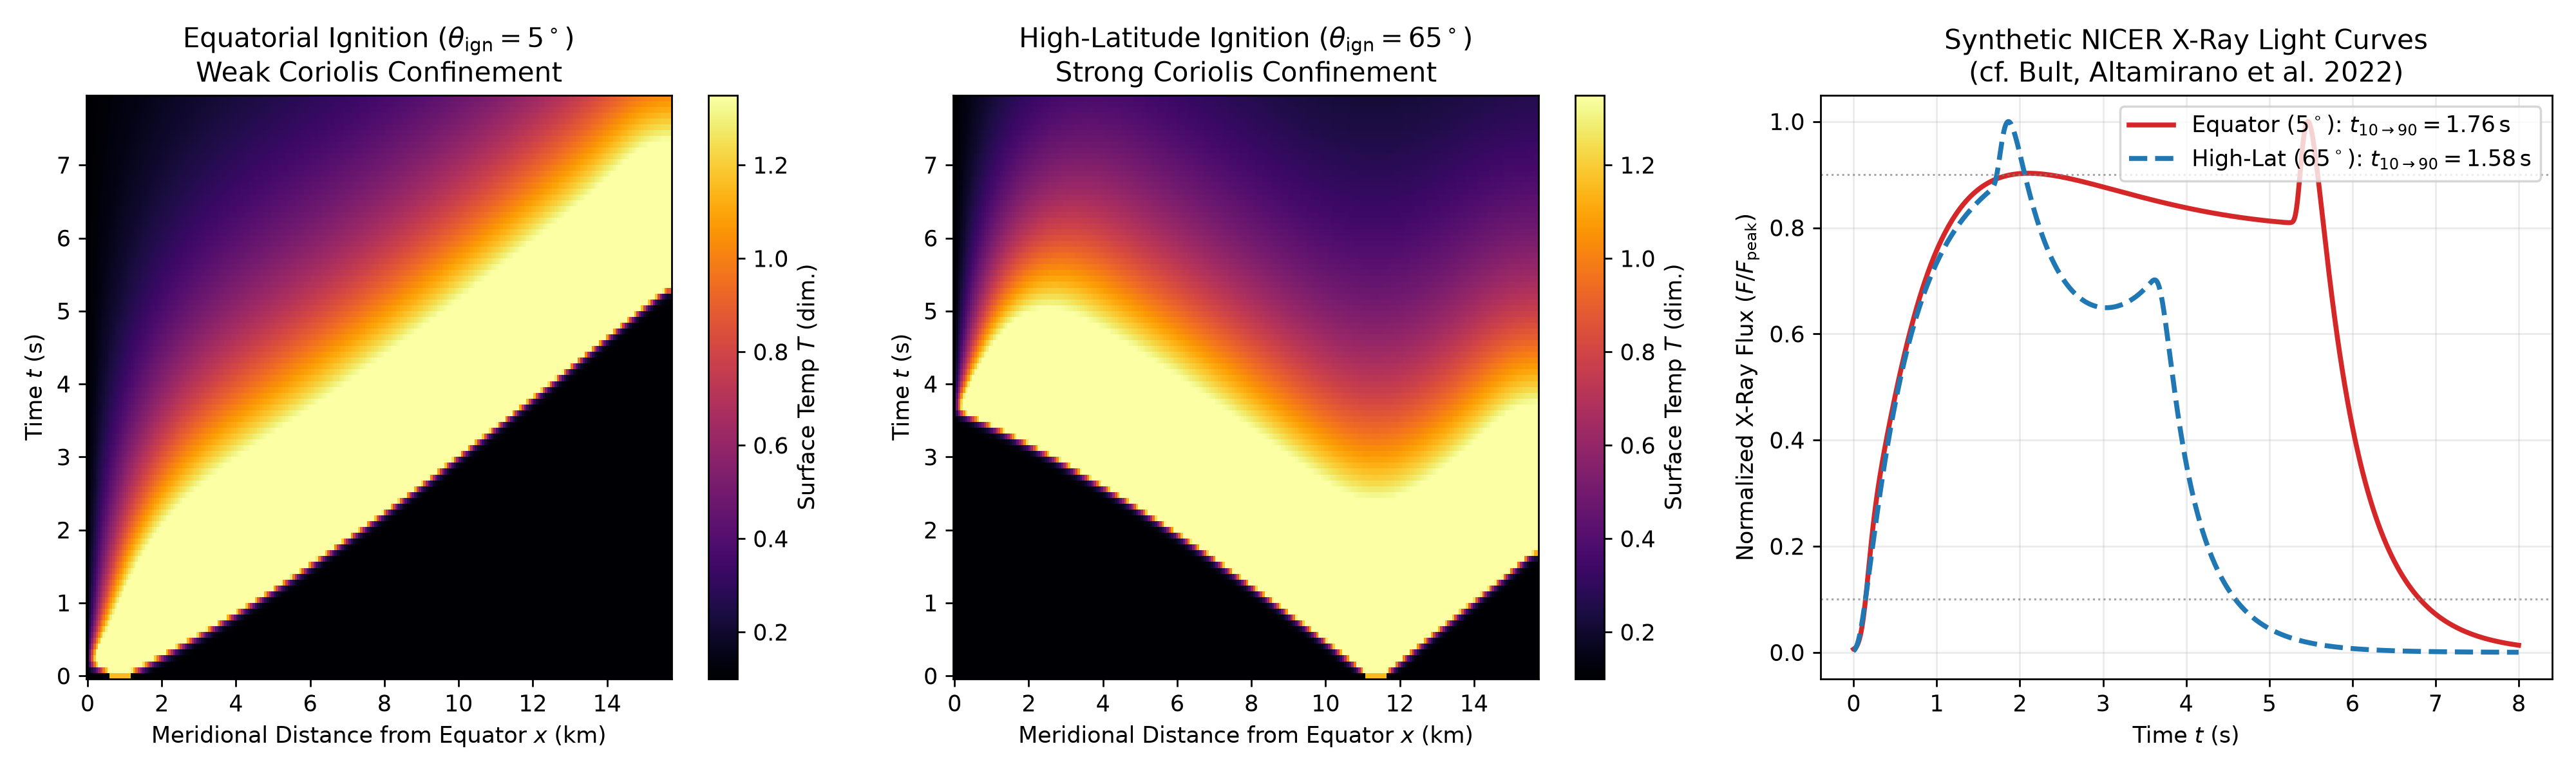 Equatorial Ignition (θ_ign = 5°)
Weak Coriolis Confinement
Time t (s)
7
6
5
4
3
2
1
0
0 2 4 6 8 10 12 14
Meridional Distance from Equator x (km)
1.2
1.0
0.8
0.6
0.4
0.2
Surface Temp T (dim.)
High-Latitude Ignition (θ_ign = 65°)
Strong Coriolis Confinement
Time t (s)
7
6
5
4
3
2
1
0
0 2 4 6 8 10 12 14
Meridional Distance from Equator x (km)
1.2
1.0
0.8
0.6
0.4
0.2
Surface Temp T (dim.)
Synthetic NICER X-Ray Light Curves
(cf. Bult, Altamirano et al. 2022)
Equator (5°): t_10→90 = 1.76 s
High-Lat (65°): t_10→90 = 1.58 s
Normalized X-Ray Flux (F/F_peak)
1.0
0.8
0.6
0.4
0.2
0.0
0 1 2 3 4 5 6 7 8
Time t (s)